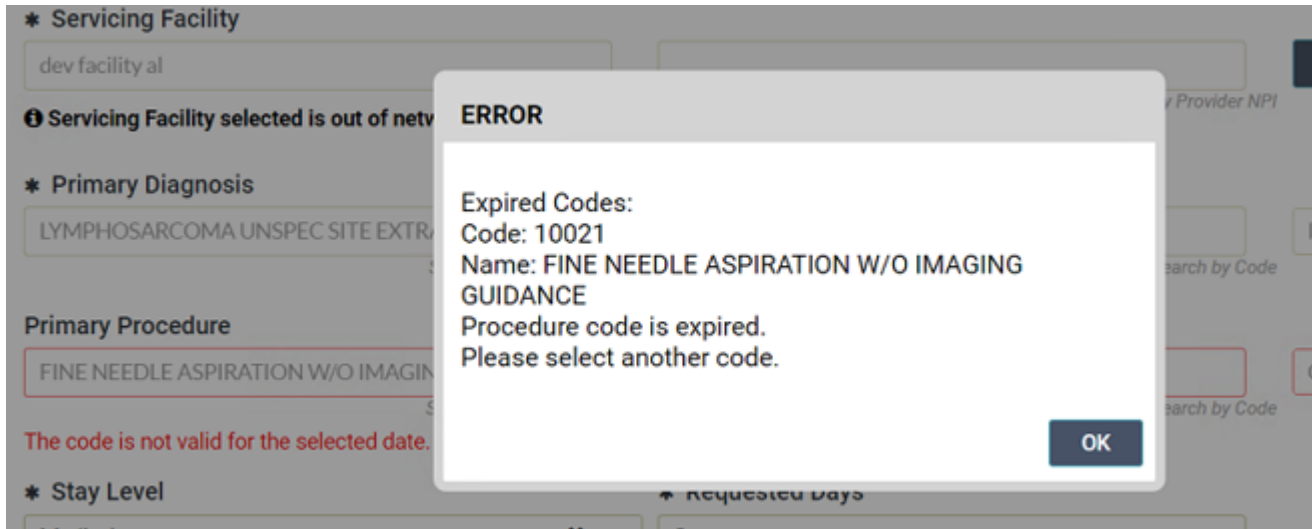 ✱ Servicing Facility
dev facility al
Servicing Facility selected is out of netw
y Provider NPI
✱ Primary Diagnosis
LYMPHOSARCOMA UNSPEC SITE EXTR
earch by Code
Primary Procedure
FINE NEEDLE ASPIRATION W/O IMAGIN
earch by Code
The code is not valid for the selected date.
✱ Stay Level
✱ Requested Days
ERROR
Expired Codes:
Code: 10021
Name: FINE NEEDLE ASPIRATION W/O IMAGING
GUIDANCE
Procedure code is expired.
Please select another code.
OK